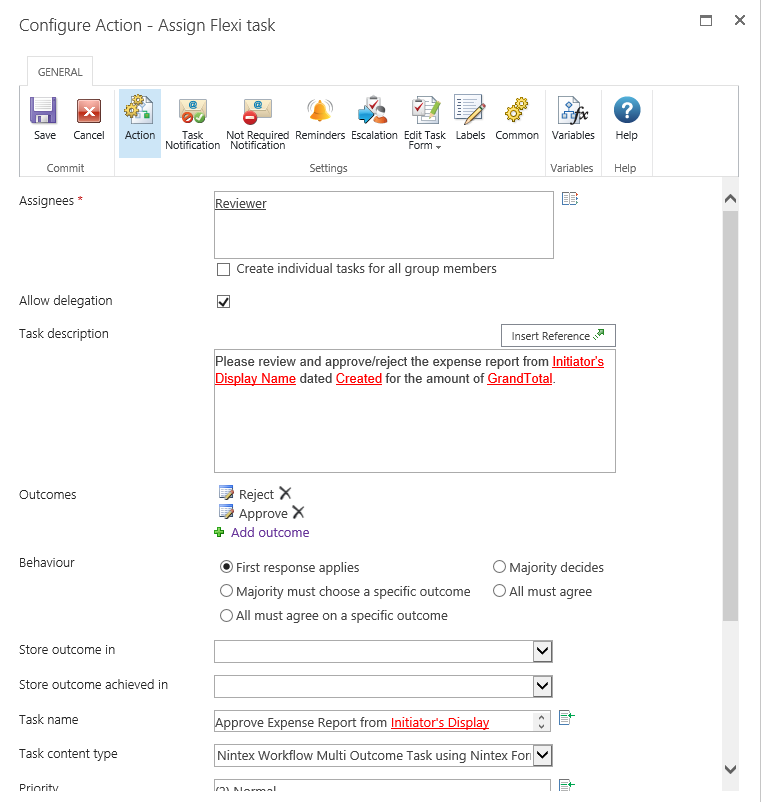 Configure Action - Assign Flexi task
GENERAL
Save
Cancel
Action
Task
Notification
Not Required
Notification
Reminders
Escalation
Edit Task
Form
Labels
Common
Variables
Help
Commit
Settings
Variables
Help
Assignees *
Reviewer
Create individual tasks for all group members
Allow delegation
Task description
Insert Reference
Please review and approve/reject the expense report from Initiator's
Display Name dated Created for the amount of GrandTotal.
Outcomes
Reject
Approve
Add outcome
Behaviour
First response applies
Majority decides
Majority must choose a specific outcome
All must agree
All must agree on a specific outcome
Store outcome in
Store outcome achieved in
Task name
Approve Expense Report from Initiator's Display
Task content type
Nintex Workflow Multi Outcome Task using Nintex For
Priority
(2) Normal